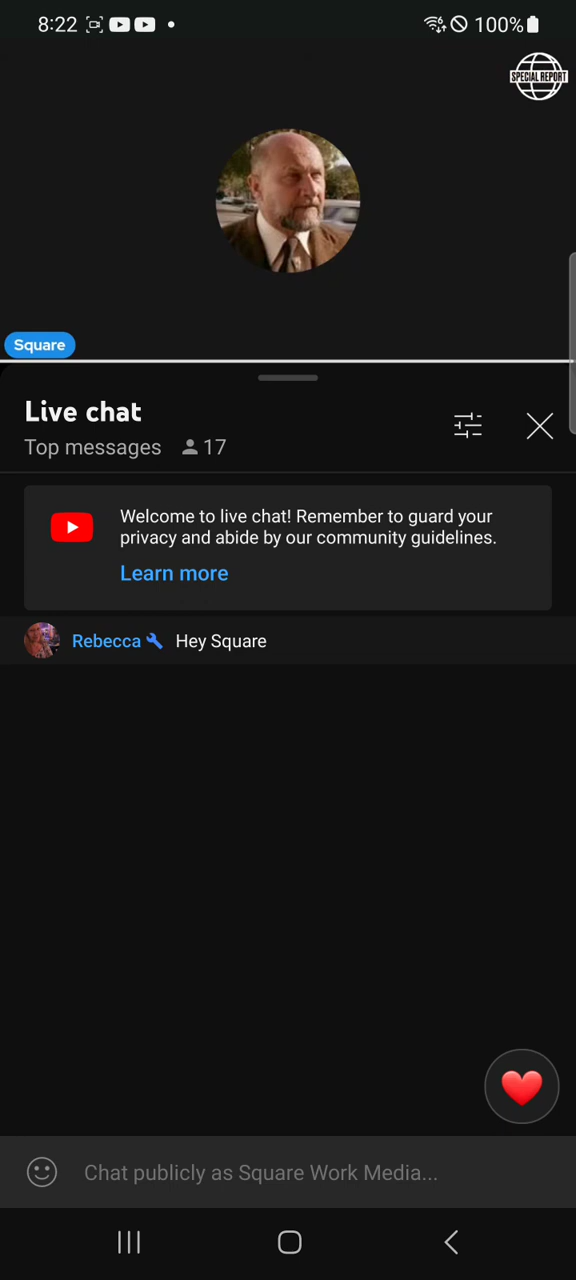 8:22
100%
SPECIAL REPORT
Square
Live chat
Top messages 17
Welcome to live chat! Remember to guard your
privacy and abide by our community guidelines.
Learn more
Rebecca Hey Square
Chat publicly as Square Work Media...